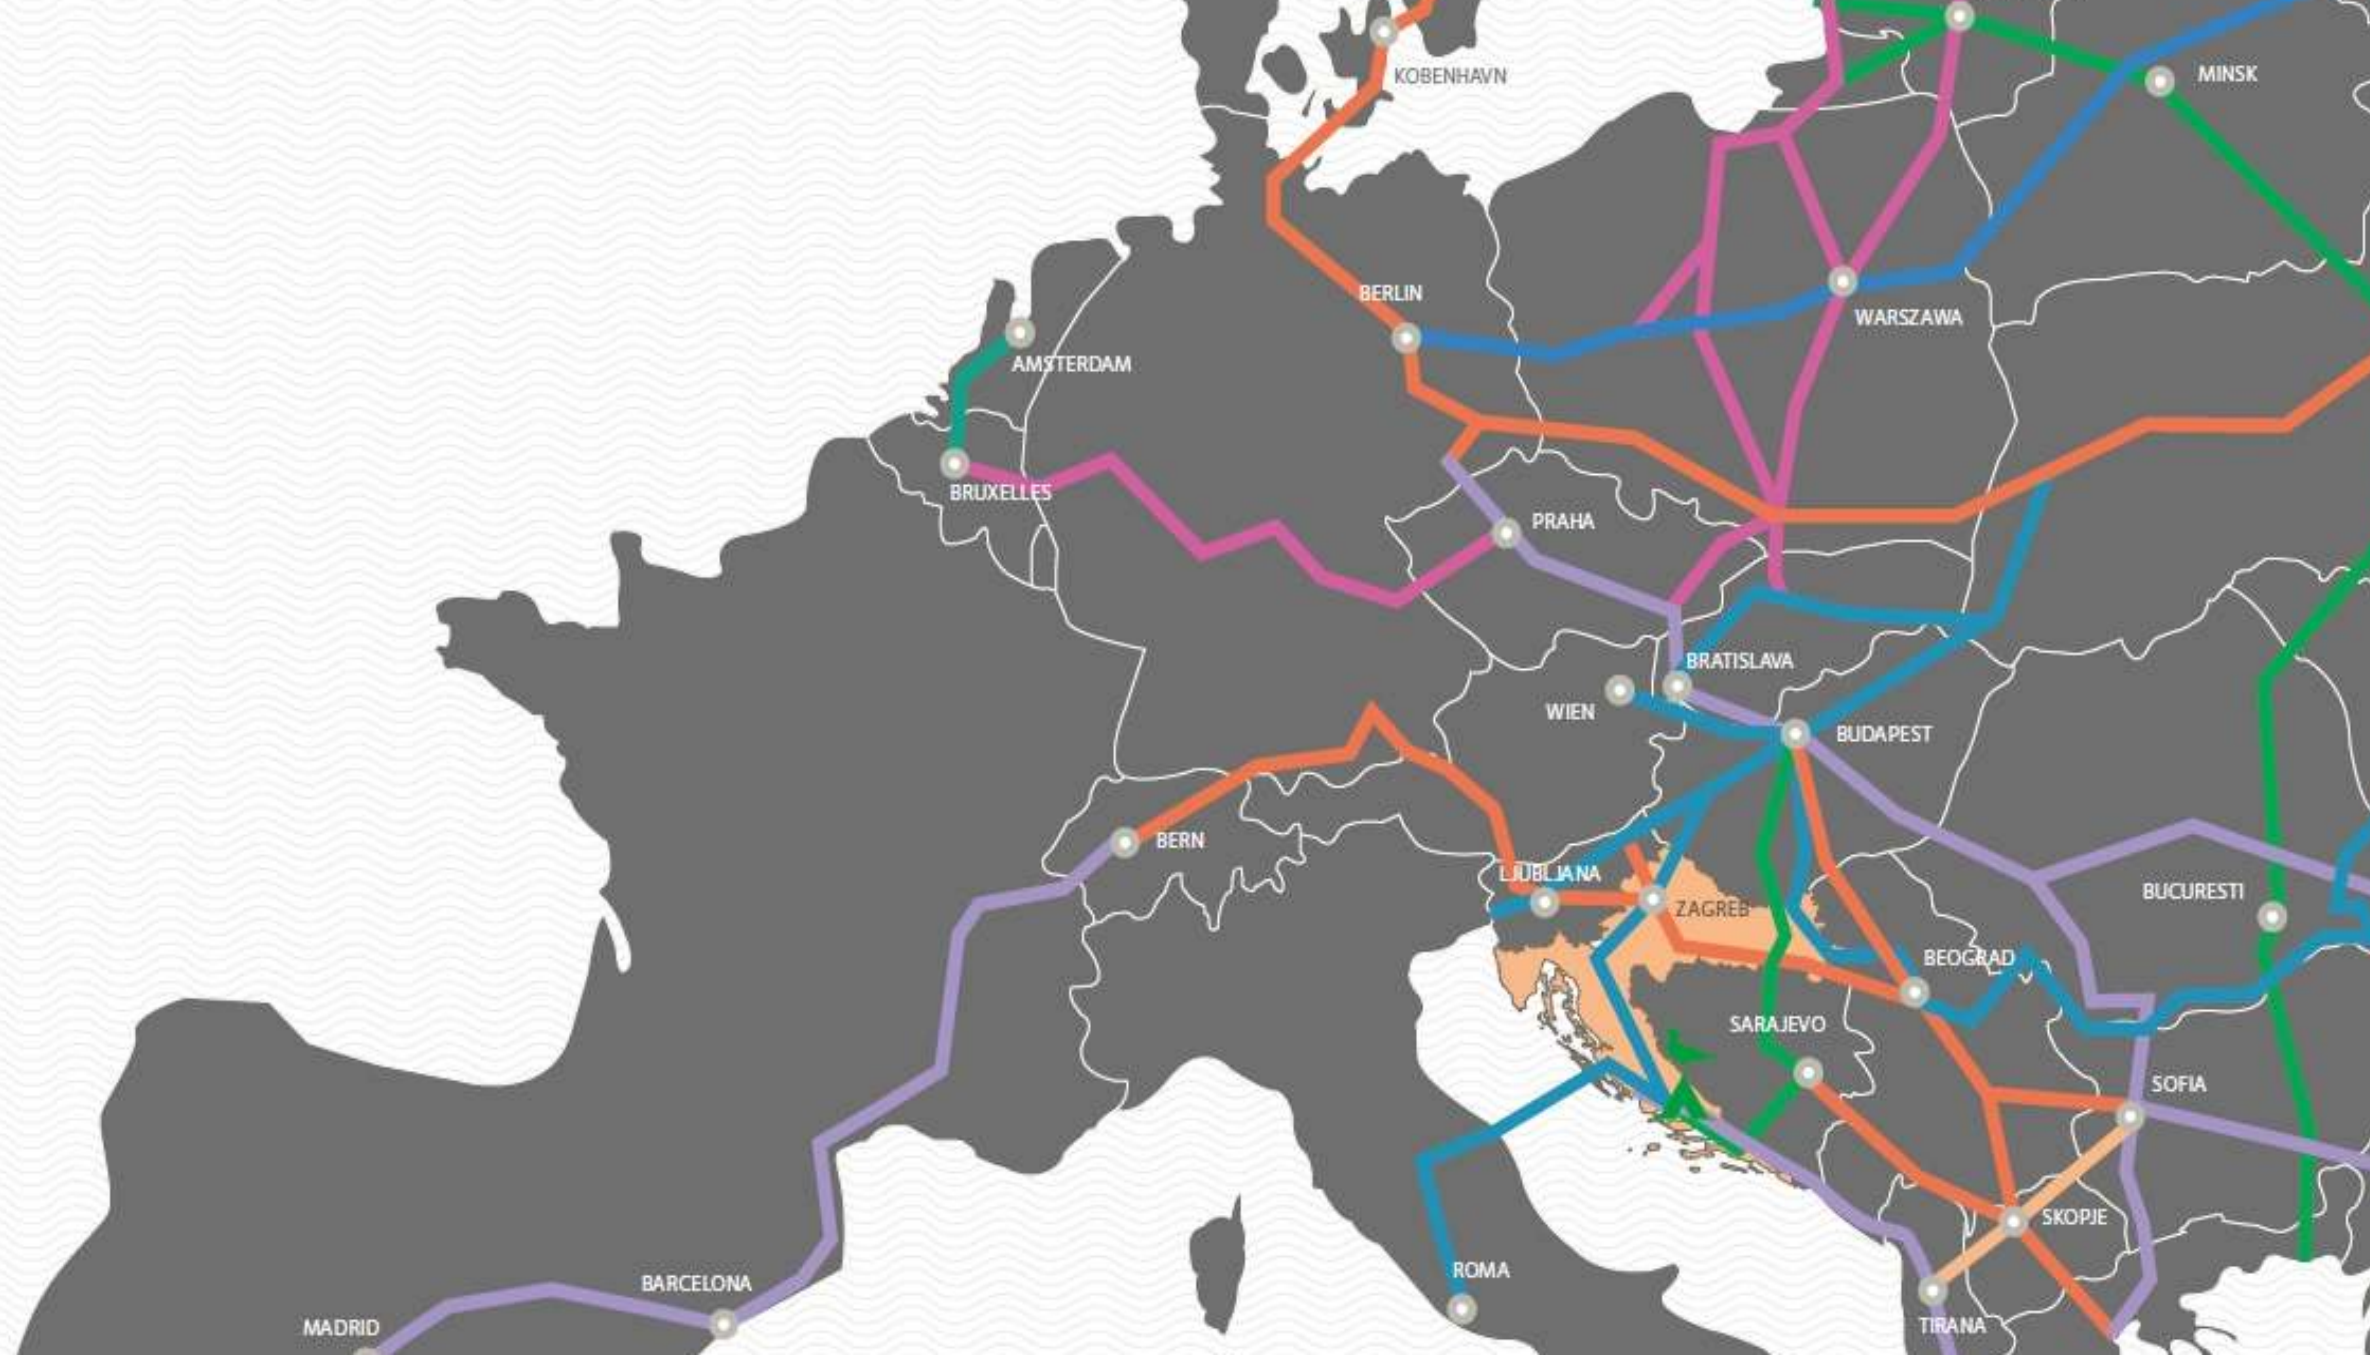 KOBENHAVN
MINSK
BERLIN
WARSZAWA
AMSTERDAM
BRUXELLES
PRAHA
BRATISLAVA
WIEN
BUDAPEST
BERN
LJUBLJANA
ZAGREB
BUCURESTI
BEOGRAD
SARAJEVO
SOFIA
SKOPJE
ROMA
BARCELONA
MADRID
TIRANA